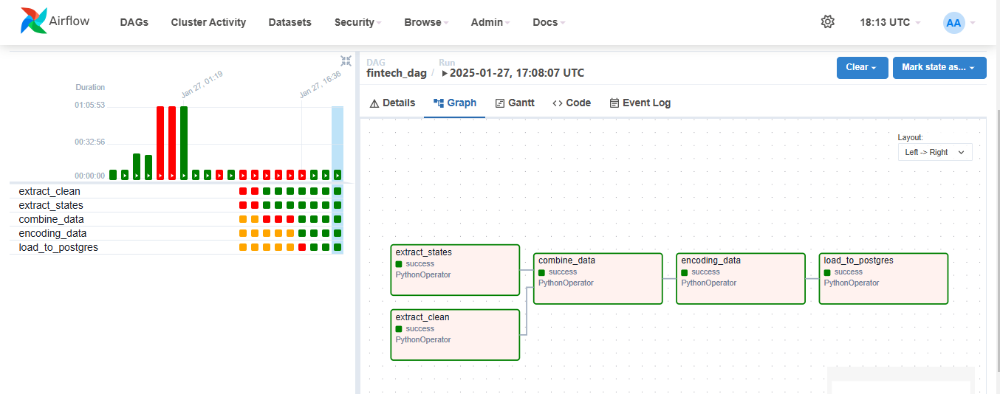 Airflow DAGs Cluster Activity Datasets Security Browse Admin Docs 18:13 UTC AA
DAG Run
fintech_dag / 2025-01-27, 17:08:07 UTC
Clear Mark state as...
Details Graph Gantt Code Event Log
Jan 27, 01:19 Jan 27, 16:36
Duration
01:05:53
00:32:56
00:00:00
extract_clean
extract_states
combine_data
encoding_data
load_to_postgres
Layout:
Left -> Right
extract_states
success
PythonOperator
extract_clean
success
PythonOperator
combine_data
success
PythonOperator
encoding_data
success
PythonOperator
load_to_postgres
success
PythonOperator